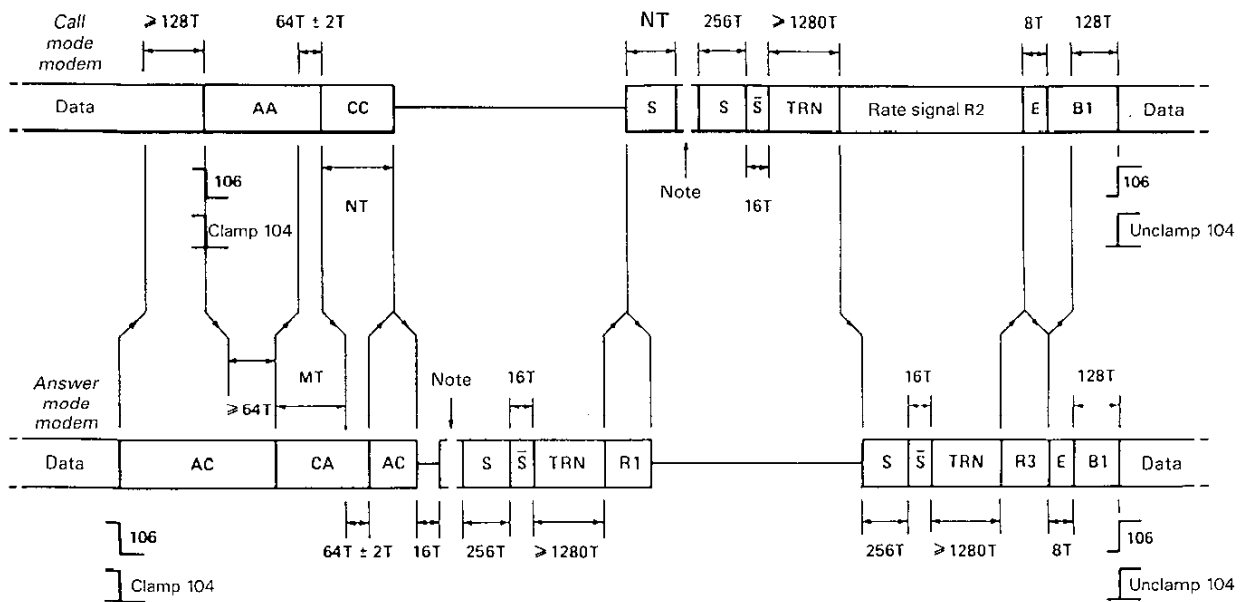 Call
mode
modem
⩾ 128T
64T ± 2T
NT
256T
⩾ 1280T
8T
128T
Data
AA
CC
S
S
S̅
TRN
Rate signal R2
E
B1
Data
106
Clamp 104
NT
Note
16T
106
Unclamp 104
Answer
mode
modem
⩾ 64T
MT
Note
16T
16T
128T
Data
AC
CA
AC
S
S̅
TRN
R1
S
S̅
TRN
R3
E
B1
Data
106
Clamp 104
64T ± 2T
16T
256T
⩾ 1280T
256T
⩾ 1280T
8T
106
Unclamp 104